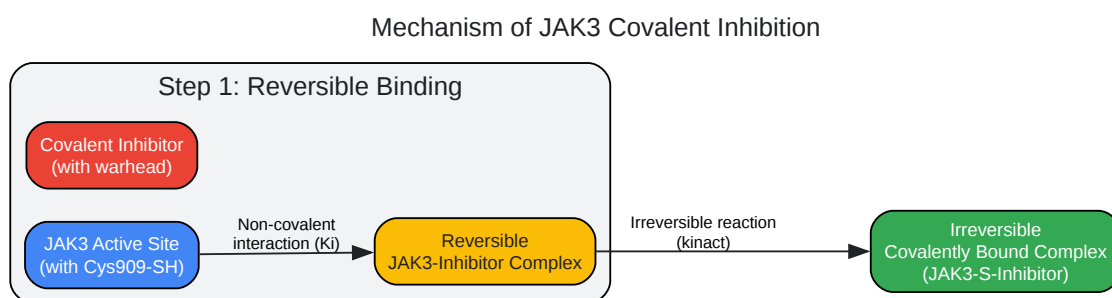 Mechanism of JAK3 Covalent Inhibition
Step 1: Reversible Binding
Covalent Inhibitor
(with warhead)
JAK3 Active Site
(with Cys909-SH)
Non-covalent
interaction (Ki)
Reversible
JAK3-Inhibitor Complex
Irreversible reaction
(kinact)
Irreversible
Covalently Bound Complex
(JAK3-S-Inhibitor)